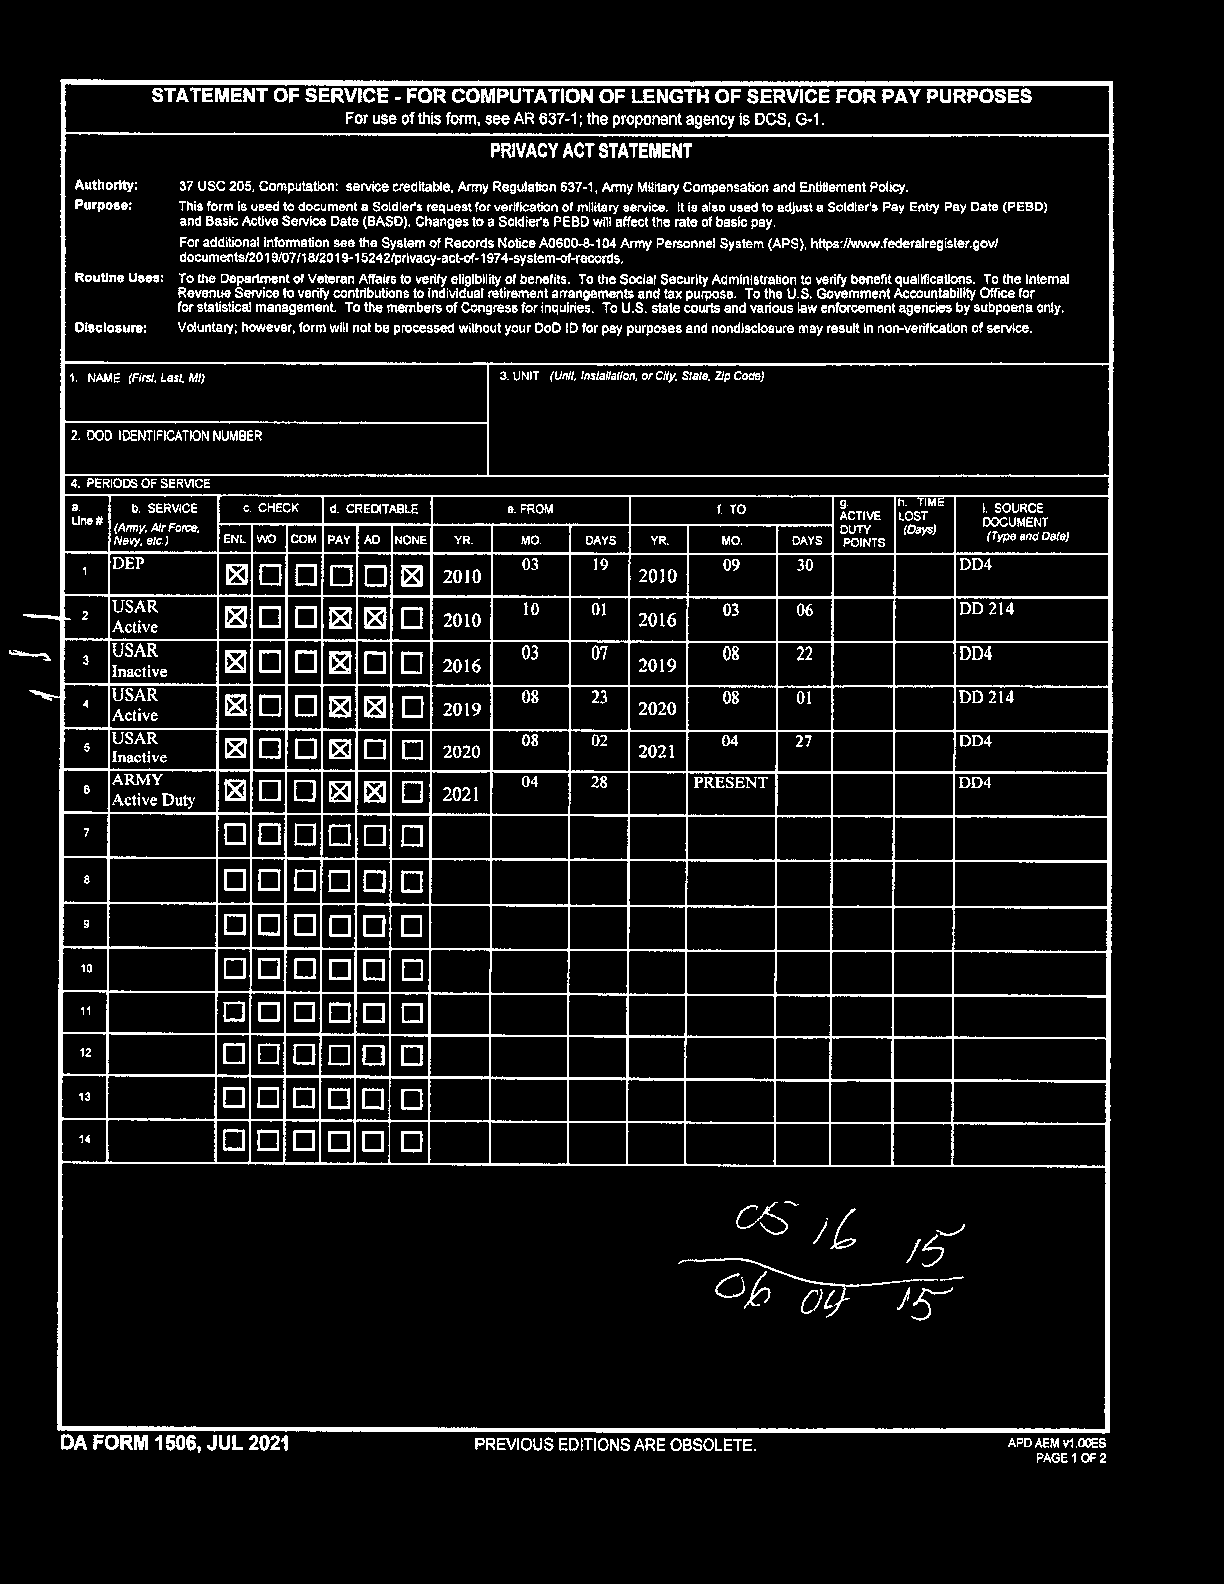 STATEMENT OF SERVICE - FOR COMPUTATION OF LENGTH OF SERVICE FOR PAY PURPOSES
For use of this form, see AR 637-1; the proponent agency is DCS, G-1.
PRIVACY ACT STATEMENT
Authority: 37 USC 205, Computation: service creditable, Army Regulation 637-1, Army Military Compensation and Entitlement Policy.
Purpose: This form is used to document a Soldier's request for verification of military service. It is also used to adjust a Soldier's Pay Entry Pay Date (PEBD)
and Basic Active Service Date (BASD). Changes to a Soldier's PEBD will affect the rate of basic pay.
For additional information see the System of Records Notice A0600-8-104 Army Personnel System (APS), https://www.federalregister.gov/
documents/2019/07/18/2019-15242/privacy-act-of-1974-system-of-records.
Routine Uses: To the Department of Veteran Affairs to verify eligibility of benefits. To the Social Security Administration to verify benefit qualifications. To the Internal
Revenue Service to verify contributions to individual retirement arrangements and tax purpose. To the U.S. Government Accountability Office for
for statistical management. To the members of Congress for inquiries. To U.S. state courts and various law enforcement agencies by subpoena only.
Disclosure: Voluntary; however, form will not be processed without your DoD ID for pay purposes and nondisclosure may result in non-verification of service.
1. NAME (First, Last, MI)
3. UNIT (Unit, Installation, or City, State, Zip Code)
2. DOD IDENTIFICATION NUMBER
4. PERIODS OF SERVICE
a. Line # b. SERVICE (Army, Air Force, Navy, etc.) c. CHECK d. CREDITABLE e. FROM f. TO g. ACTIVE DUTY POINTS h. TIME LOST (Days) i. SOURCE DOCUMENT (Type and Date)
ENL WO COM PAY AD NONE YR. MO. DAYS YR. MO. DAYS
1 DEP 2010 03 19 2010 09 30 DD4
2 USAR Active 2010 10 01 2016 03 06 DD 214
3 USAR Inactive 2016 03 07 2019 08 22 DD4
4 USAR Active 2019 08 23 2020 08 01 DD 214
5 USAR Inactive 2020 08 02 2021 04 27 DD4
6 ARMY Active Duty 2021 04 28 PRESENT DD4
7
8
9
10
11
12
13
14
05 16 15
06 04 15
DA FORM 1506, JUL 2021
PREVIOUS EDITIONS ARE OBSOLETE.
APD AEM v1.00ES
PAGE 1 OF 2